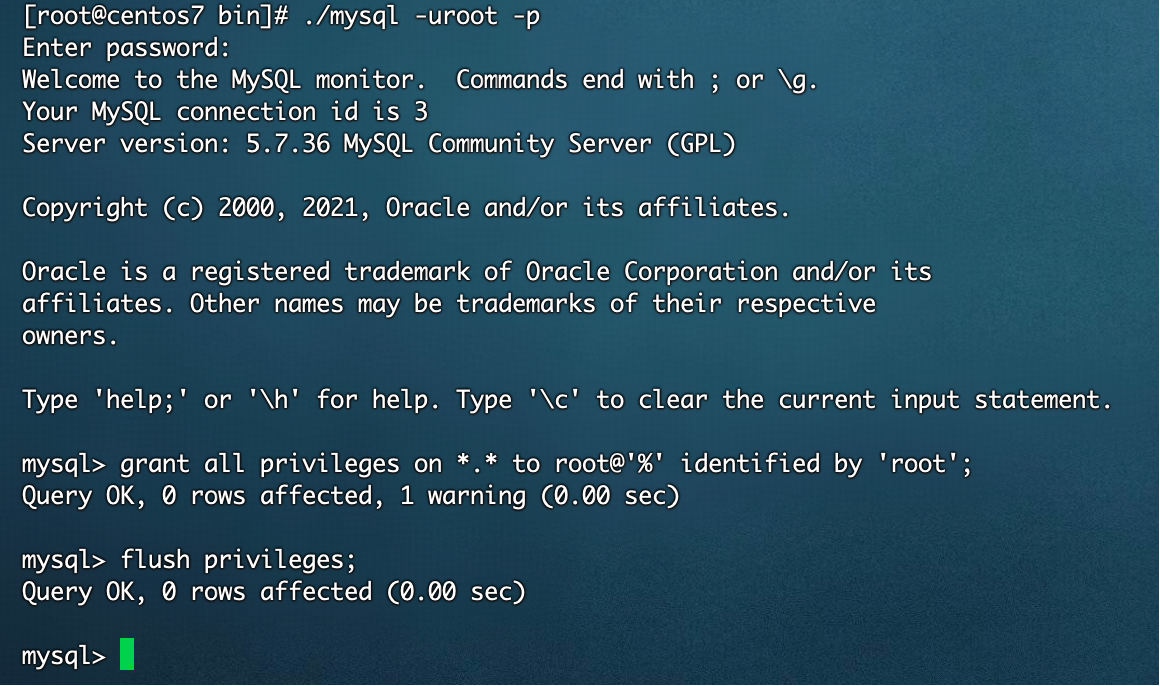 [root@centos7 bin]# ./mysql -uroot -p
Enter password:
Welcome to the MySQL monitor.  Commands end with ; or \g.
Your MySQL connection id is 3
Server version: 5.7.36 MySQL Community Server (GPL)
Copyright (c) 2000, 2021, Oracle and/or its affiliates.
Oracle is a registered trademark of Oracle Corporation and/or its
affiliates. Other names may be trademarks of their respective
owners.
Type 'help;' or '\h' for help. Type '\c' to clear the current input statement.
mysql> grant all privileges on *.* to root@'%' identified by 'root';
Query OK, 0 rows affected, 1 warning (0.00 sec)
mysql> flush privileges;
Query OK, 0 rows affected (0.00 sec)
mysql>